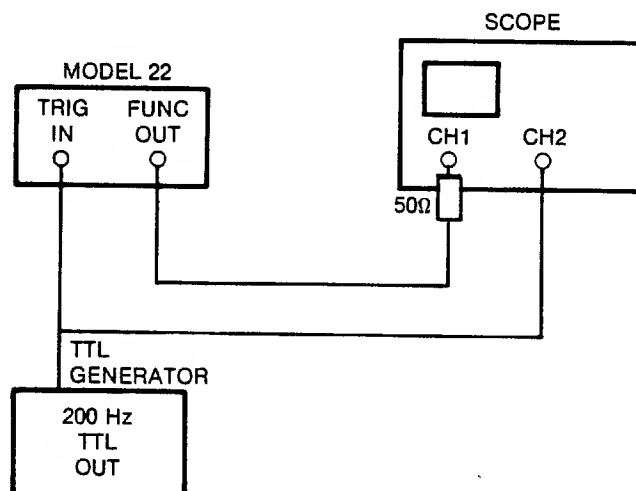 SCOPE
MODEL 22
TRIG IN
FUNC OUT
CH1
CH2
50Ω
TTL
GENERATOR
200 Hz
TTL
OUT